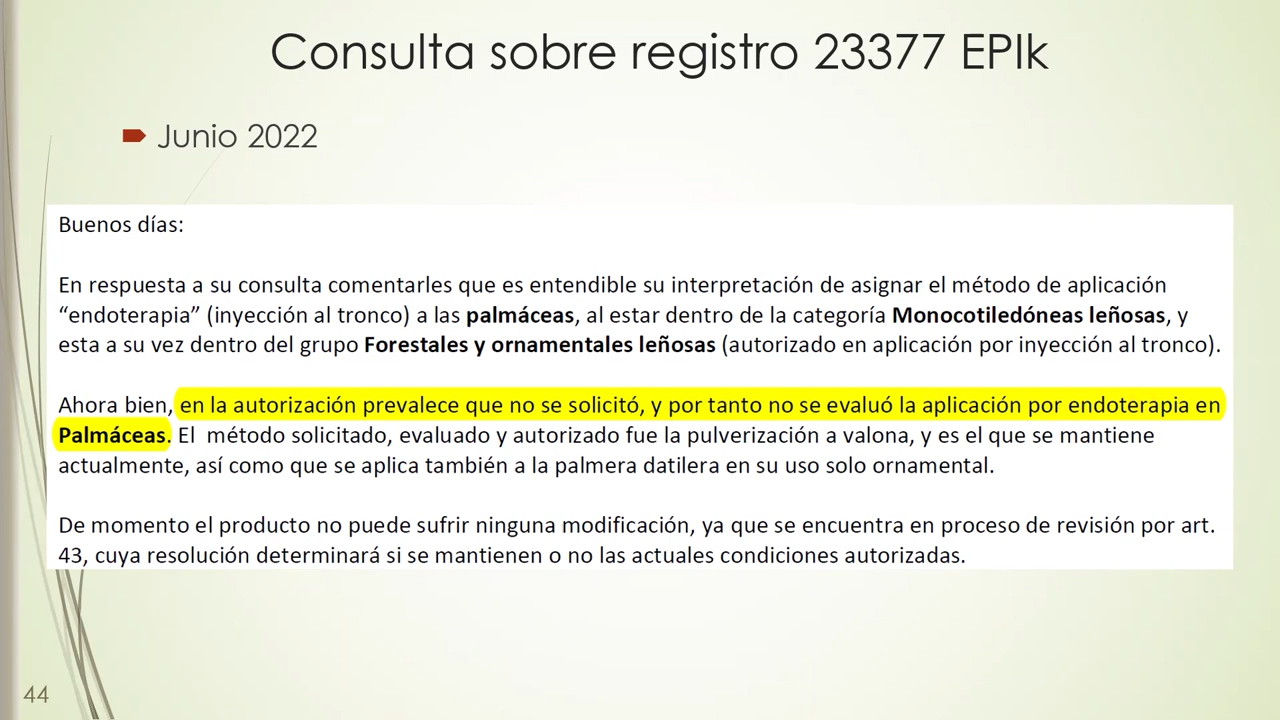 Consulta sobre registro 23377 EPIk
Junio 2022
Buenos días:
En respuesta a su consulta comentarles que es entendible su interpretación de asignar el método de aplicación
“endoterapia” (inyección al tronco) a las palmáceas, al estar dentro de la categoría Monocotiledóneas leñosas, y
esta a su vez dentro del grupo Forestales y ornamentales leñosas (autorizado en aplicación por inyección al tronco).
Ahora bien, en la autorización prevalece que no se solicitó, y por tanto no se evaluó la aplicación por endoterapia en
Palmáceas. El método solicitado, evaluado y autorizado fue la pulverización a valona, y es el que se mantiene
actualmente, así como que se aplica también a la palmera datilera en su uso solo ornamental.
De momento el producto no puede sufrir ninguna modificación, ya que se encuentra en proceso de revisión por art.
43, cuya resolución determinará si se mantienen o no las actuales condiciones autorizadas.
44